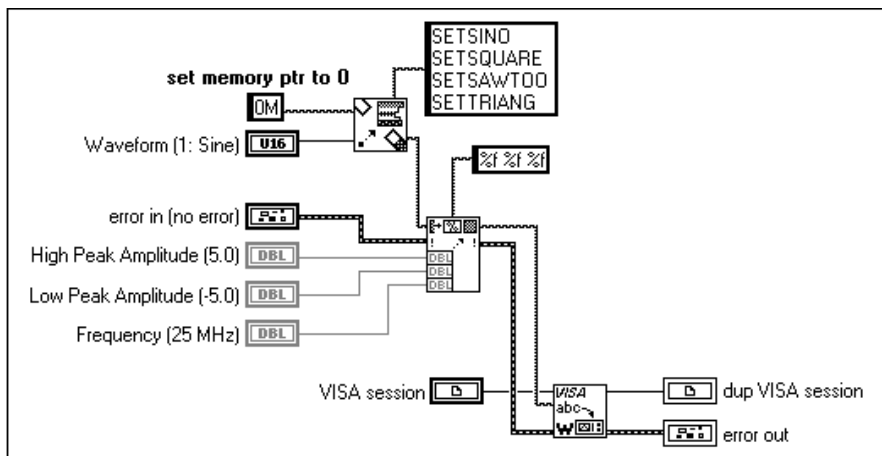 SETSINO
SETSQUARE
SETSAWTOO
SETTRIANG
set memory ptr to 0
0M
Waveform (1: Sine)
U16
%f %f %f
error in (no error)
High Peak Amplitude (5.0)
DBL
DBL
Low Peak Amplitude (-5.0)
DBL
DBL
Frequency (25 MHz)
DBL
DBL
VISA session
VISA
abc
W
dup VISA session
error out